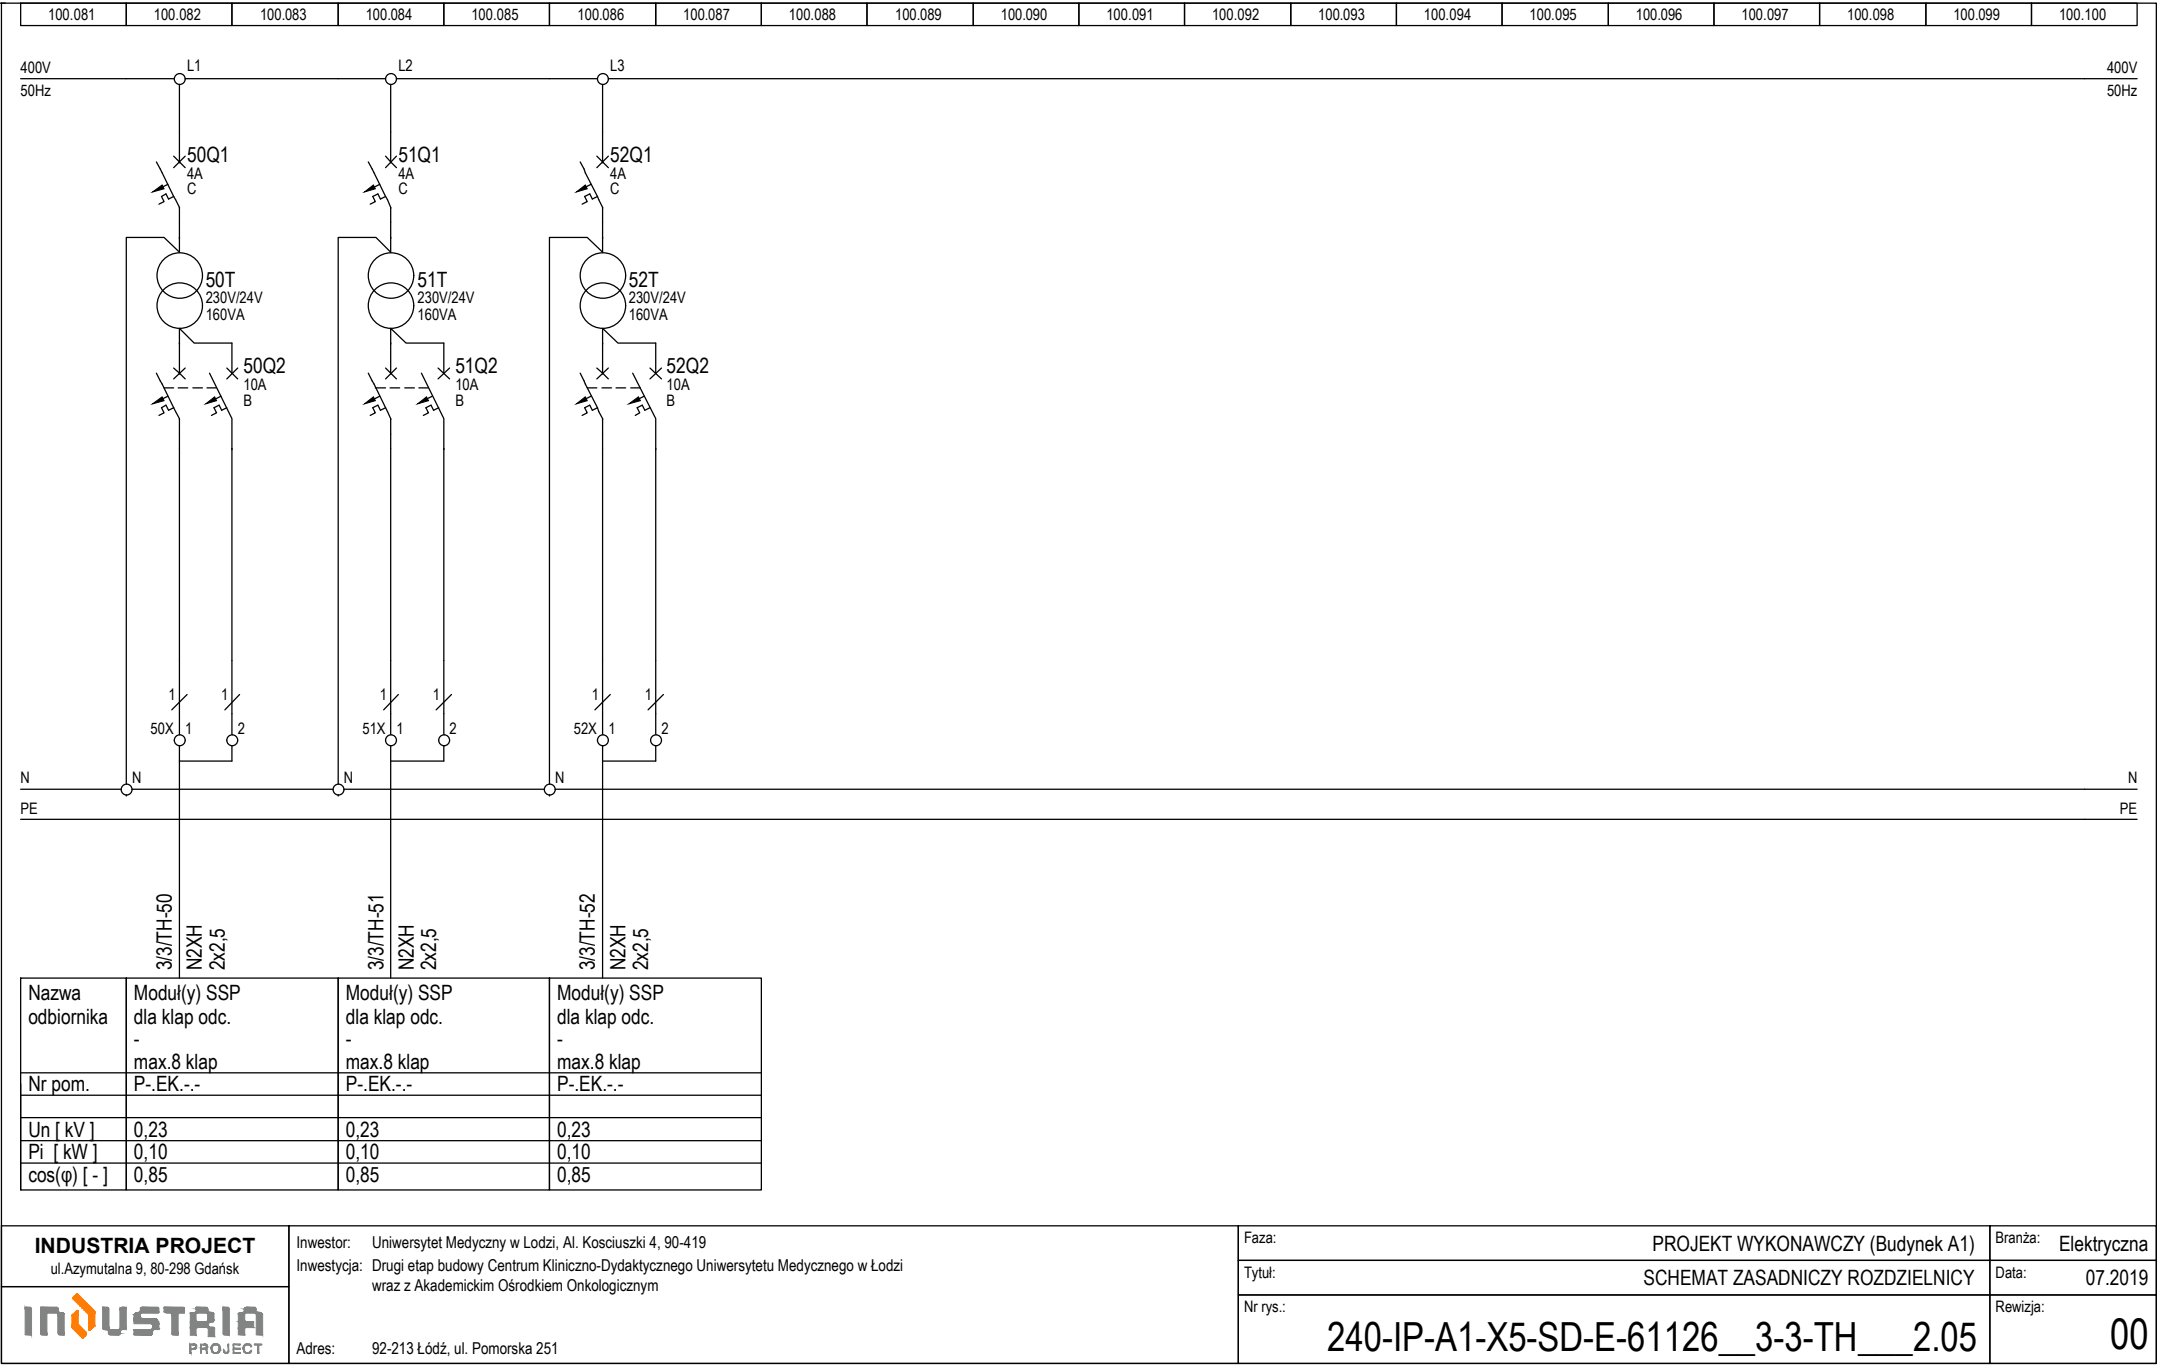 100.081 100.082 100.083 100.084 100.085 100.086 100.087 100.088 100.089 100.090 100.091 100.092 100.093 100.094 100.095 100.096 100.097 100.098 100.099 100.100
400V L1 L2 L3 400V
50Hz 50Hz
50Q1 51Q1 52Q1
4A 4A 4A
C C C
50T 51T 52T
230V/24V 230V/24V 230V/24V
160VA 160VA 160VA
50Q2 51Q2 52Q2
10A 10A 10A
B B B
1 1 1 1 1 1
50X 1 2 51X 1 2 52X 1 2
N N N N N
PE PE
3/3/TH-50
N2XH
2x2,5
3/3/TH-51
N2XH
2x2,5
3/3/TH-52
N2XH
2x2,5
Nazwa Moduł(y) SSP Moduł(y) SSP Moduł(y) SSP
odbiornika dla klap odc. dla klap odc. dla klap odc.
- - -
max.8 klap max.8 klap max.8 klap
Nr pom. P-.EK.-.- P-.EK.-.- P-.EK.-.-
Un [ kV ] 0,23 0,23 0,23
Pi [ kW ] 0,10 0,10 0,10
cos(φ) [ - ] 0,85 0,85 0,85
INDUSTRIA PROJECT
ul.Azymutalna 9, 80-298 Gdańsk
INDUSTRIA
PROJECT
Inwestor: Uniwersytet Medyczny w Lodzi, Al. Kosciuszki 4, 90-419
Inwestycja: Drugi etap budowy Centrum Kliniczno-Dydaktycznego Uniwersytetu Medycznego w Łodzi
wraz z Akademickim Ośrodkiem Onkologicznym
Adres: 92-213 Łódź, ul. Pomorska 251
Faza: PROJEKT WYKONAWCZY (Budynek A1)
Branża: Elektryczna
Tytuł: SCHEMAT ZASADNICZY ROZDZIELNICY
Data: 07.2019
Nr rys.: 240-IP-A1-X5-SD-E-61126__3-3-TH___2.05
Rewizja: 00